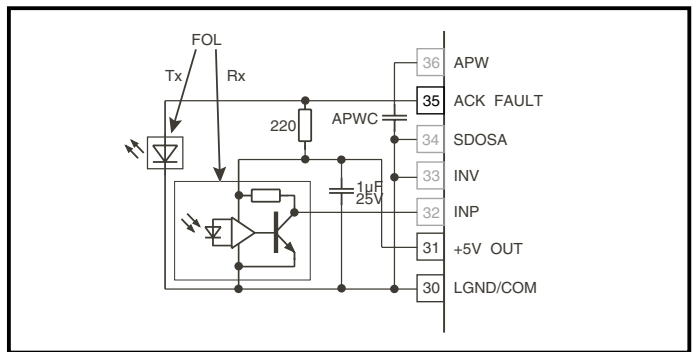 FOL
Tx
Rx
36 APW
35 ACK FAULT
220
APWC
34 SDOSA
33 INV
1µF
25V
32 INP
31 +5V OUT
30 LGND/COM